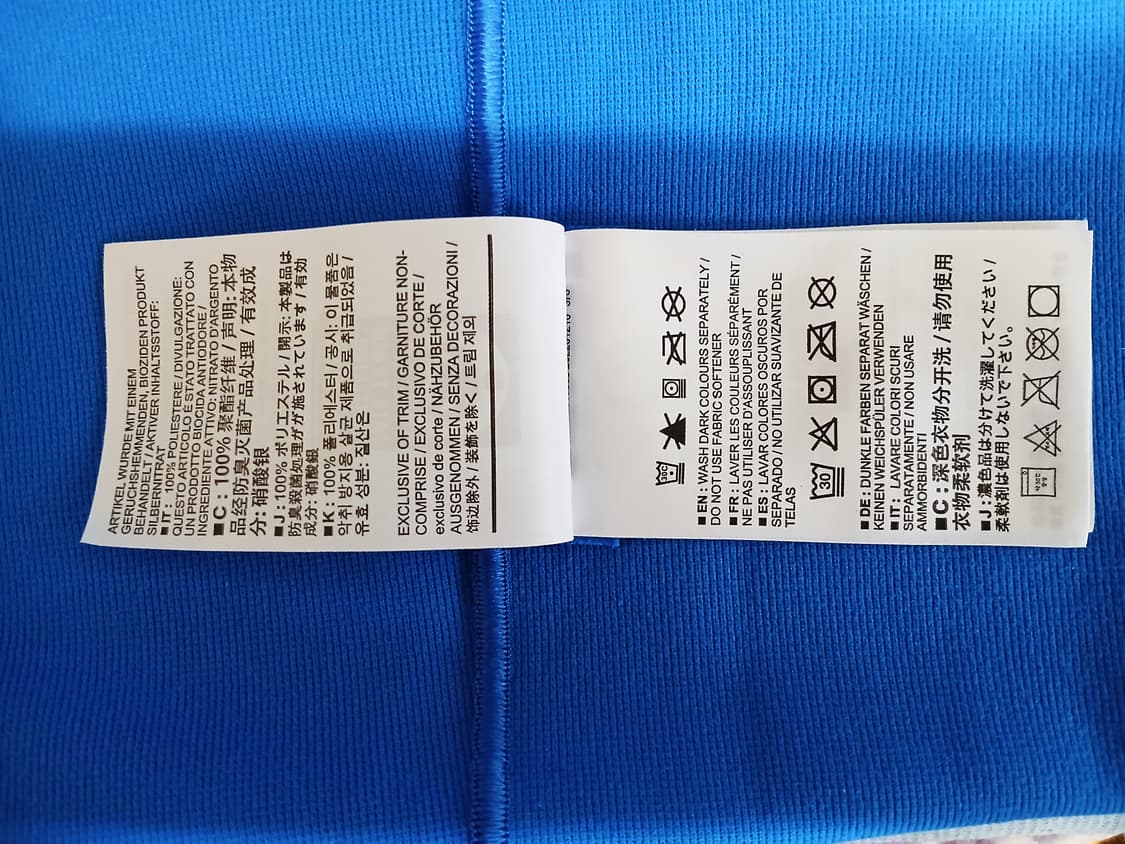 ARTIKEL WURDE MIT EINEM
GERUCHSHEMMENDEN, BIOZIDEN PRODUKT
BEHANDELT / AKTIVER INHALTSSTOFF:
SILBERNITRAT
■ IT : 100% POLIESTERE / DIVULGAZIONE:
QUESTO ARTICOLO È STATO TRATTATO CON
UN PRODOTTO BIOCIDA ANTIODORE /
INGREDIENTE ATTIVO: NITRATO D'ARGENTO
■ C : 100% 聚酯纤维 / 声明: 本物
品经防臭灭菌产品处理 / 有效成
分: 硝酸银
■ J : 100% ポリエステル / 開示: 本製品は
防臭殺菌処理ガが施されています / 有効
成分: 硝酸銀
■ K : 100% 폴리에스터 / 공시: 이 물품은
악취 방지용 살균 제품으로 취급되었음 /
유효 성분: 질산은
EXCLUSIVE OF TRIM / GARNITURE NON-
COMPRISE / EXCLUSIVO DE CORTE /
exclusivo de corte / NÄHZUBEHÖR
AUSGENOMMEN / SENZA DECORAZIONI /
饰边除外 / 装飾を除く / 트림 제외
30C
■ EN : WASH DARK COLOURS SEPARATELY /
DO NOT USE FABRIC SOFTENER
■ FR : LAVER LES COULEURS SÉPARÉMENT /
NE PAS UTILISER D'ASSOUPLISSANT
■ ES : LAVAR COLORES OSCUROS POR
SEPARADO / NO UTILIZAR SUAVIZANTE DE
TELAS
30
■ DE : DUNKLE FARBEN SEPARAT WÄSCHEN /
KEINEN WEICHSPÜLER VERWENDEN
■ IT : LAVARE COLORI SCURI
SEPARATAMENTE / NON USARE
AMMORBIDENTI
■ C : 深色衣物分开洗 / 请勿使用
衣物柔软剂
■ J : 濃色品は分けて洗濯してください /
柔軟剤は使用しないで下さい。